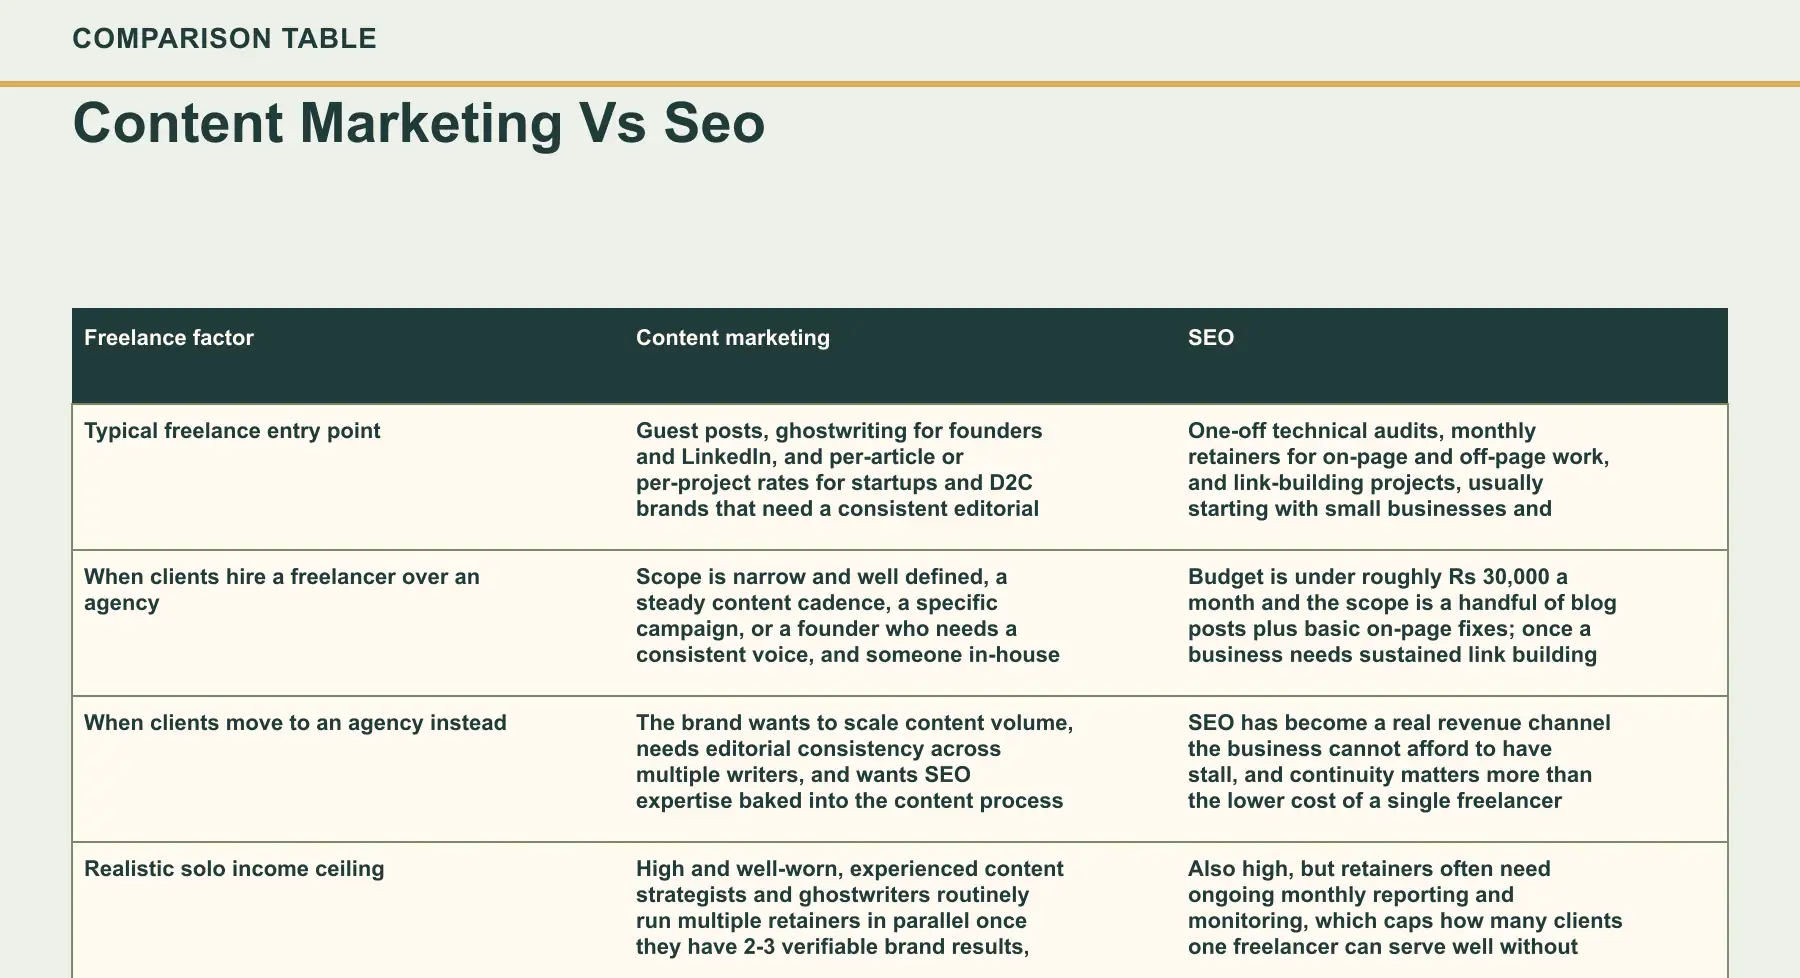 COMPARISON TABLE
Content Marketing Vs Seo
Freelance factor
Content marketing
SEO
Typical freelance entry point
Guest posts, ghostwriting for founders
and LinkedIn, and per-article or
per-project rates for startups and D2C
brands that need a consistent editorial
One-off technical audits, monthly
retainers for on-page and off-page work,
and link-building projects, usually
starting with small businesses and
When clients hire a freelancer over an
agency
Scope is narrow and well defined, a
steady content cadence, a specific
campaign, or a founder who needs a
consistent voice, and someone in-house
Budget is under roughly Rs 30,000 a
month and the scope is a handful of blog
posts plus basic on-page fixes; once a
business needs sustained link building
When clients move to an agency instead
The brand wants to scale content volume,
needs editorial consistency across
multiple writers, and wants SEO
expertise baked into the content process
SEO has become a real revenue channel
the business cannot afford to have
stall, and continuity matters more than
the lower cost of a single freelancer
Realistic solo income ceiling
High and well-worn, experienced content
strategists and ghostwriters routinely
run multiple retainers in parallel once
they have 2-3 verifiable brand results,
Also high, but retainers often need
ongoing monthly reporting and
monitoring, which caps how many clients
one freelancer can serve well without